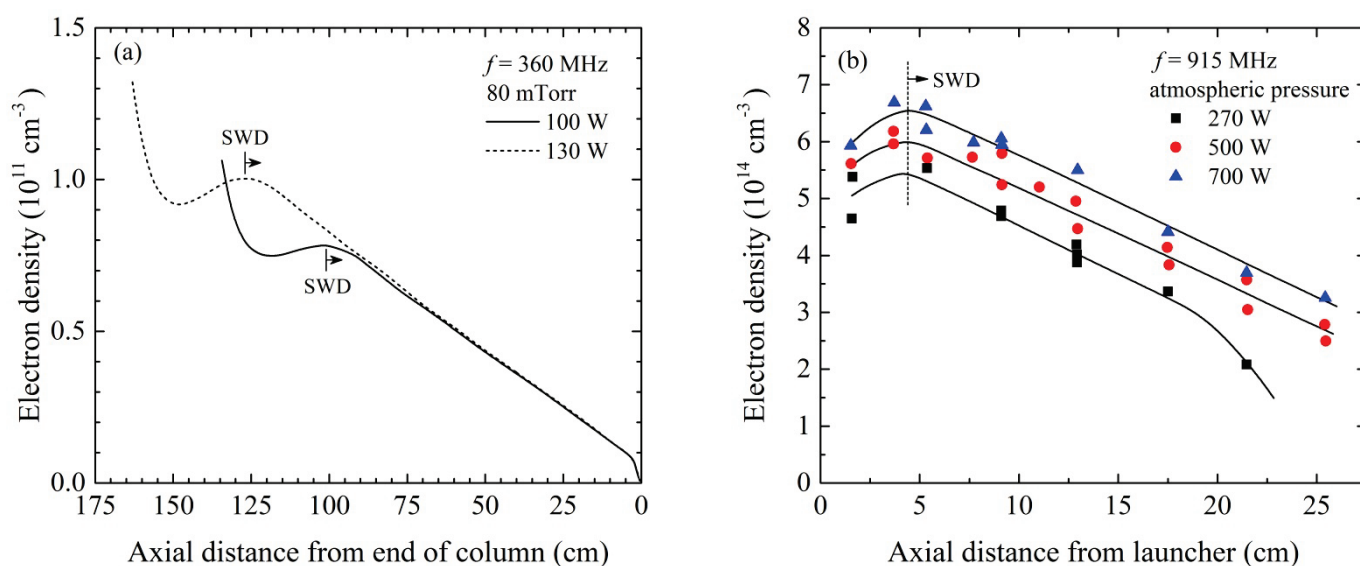 (a)
f = 360 MHz
80 mTorr
100 W
130 W
SWD
SWD
Electron density (10¹¹ cm⁻³)
1.5
1.0
0.5
0.0
175 150 125 100 75 50 25 0
Axial distance from end of column (cm)
(b)
SWD
f = 915 MHz
atmospheric pressure
270 W
500 W
700 W
Electron density (10¹⁴ cm⁻³)
8
7
6
5
4
3
2
1
0
0 5 10 15 20 25
Axial distance from launcher (cm)